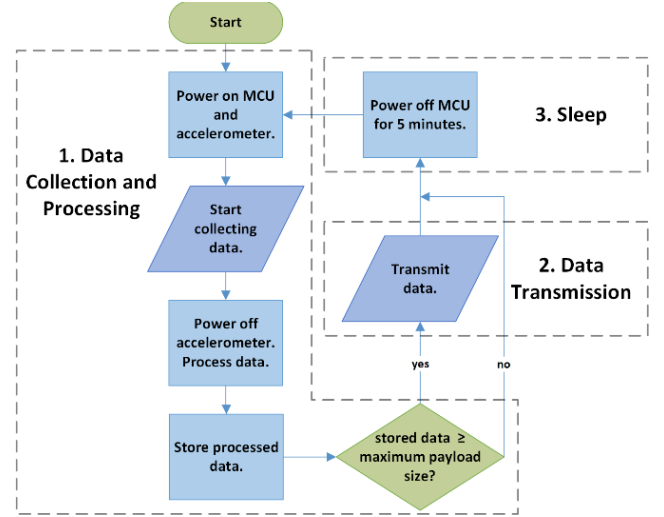 Start
Power on MCU
and
accelerometer.
1. Data
Collection and
Processing
Start
collecting
data.
Power off
accelerometer.
Process data.
Store processed
data.
stored data ≥
maximum payload
size?
yes
no
Transmit
data.
2. Data
Transmission
Power off MCU
for 5 minutes.
3. Sleep